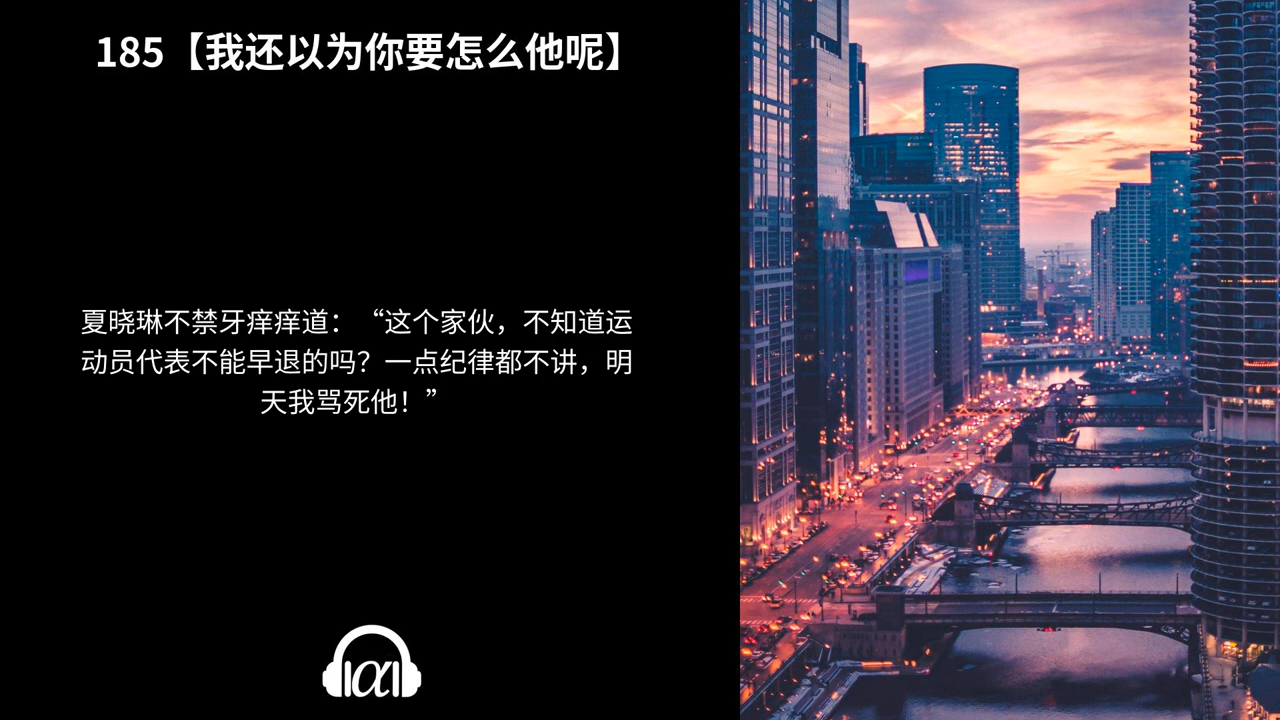 185【我还以为你要怎么他呢】
夏晓琳不禁牙痒痒道：“这个家伙，不知道运
动员代表不能早退的吗？一点纪律都不讲，明
天我骂死他！”